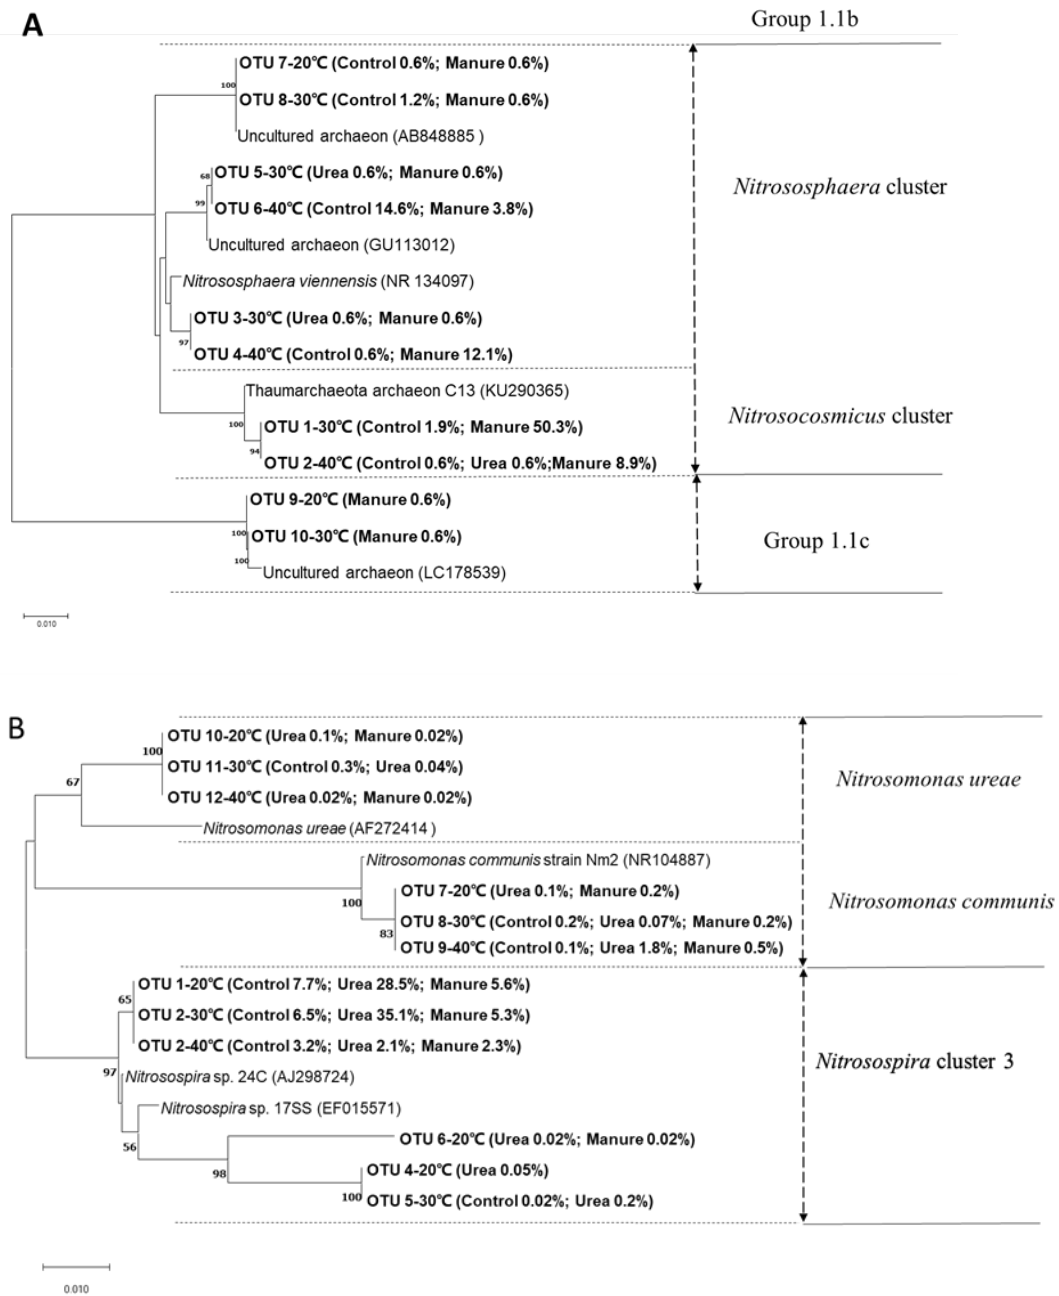 A
Group 1.1b
OTU 7-20℃ (Control 0.6%; Manure 0.6%)
100
OTU 8-30℃ (Control 1.2%; Manure 0.6%)
Uncultured archaeon (AB848885 )
OTU 5-30℃ (Urea 0.6%; Manure 0.6%)
68
Nitrososphaera cluster
99
OTU 6-40℃ (Control 14.6%; Manure 3.8%)
Uncultured archaeon (GU113012)
Nitrososphaera viennensis (NR 134097)
OTU 3-30℃ (Urea 0.6%; Manure 0.6%)
97
OTU 4-40℃ (Control 0.6%; Manure 12.1%)
Thaumarchaeota archaeon C13 (KU290365)
Nitrosocosmicus cluster
100
OTU 1-30℃ (Control 1.9%; Manure 50.3%)
94
OTU 2-40℃ (Control 0.6%; Urea 0.6%;Manure 8.9%)
OTU 9-20℃ (Manure 0.6%)
100
OTU 10-30℃ (Manure 0.6%)
Group 1.1c
100
Uncultured archaeon (LC178539)
0.010
B
OTU 10-20℃ (Urea 0.1%; Manure 0.02%)
100
OTU 11-30℃ (Control 0.3%; Urea 0.04%)
67
Nitrosomonas ureae
OTU 12-40℃ (Urea 0.02%; Manure 0.02%)
Nitrosomonas ureae (AF272414 )
Nitrosomonas communis strain Nm2 (NR104887)
OTU 7-20℃ (Urea 0.1%; Manure 0.2%)
100
Nitrosomonas communis
OTU 8-30℃ (Control 0.2%; Urea 0.07%; Manure 0.2%)
83
OTU 9-40℃ (Control 0.1%; Urea 1.8%; Manure 0.5%)
OTU 1-20℃ (Control 7.7%; Urea 28.5%; Manure 5.6%)
65
OTU 2-30℃ (Control 6.5%; Urea 35.1%; Manure 5.3%)
OTU 2-40℃ (Control 3.2%; Urea 2.1%; Manure 2.3%)
Nitrosospira cluster 3
97
Nitrosospira sp. 24C (AJ298724)
Nitrosospira sp. 17SS (EF015571)
OTU 6-20℃ (Urea 0.02%; Manure 0.02%)
56
OTU 4-20℃ (Urea 0.05%)
98
100
OTU 5-30℃ (Control 0.02%; Urea 0.2%)
0.010